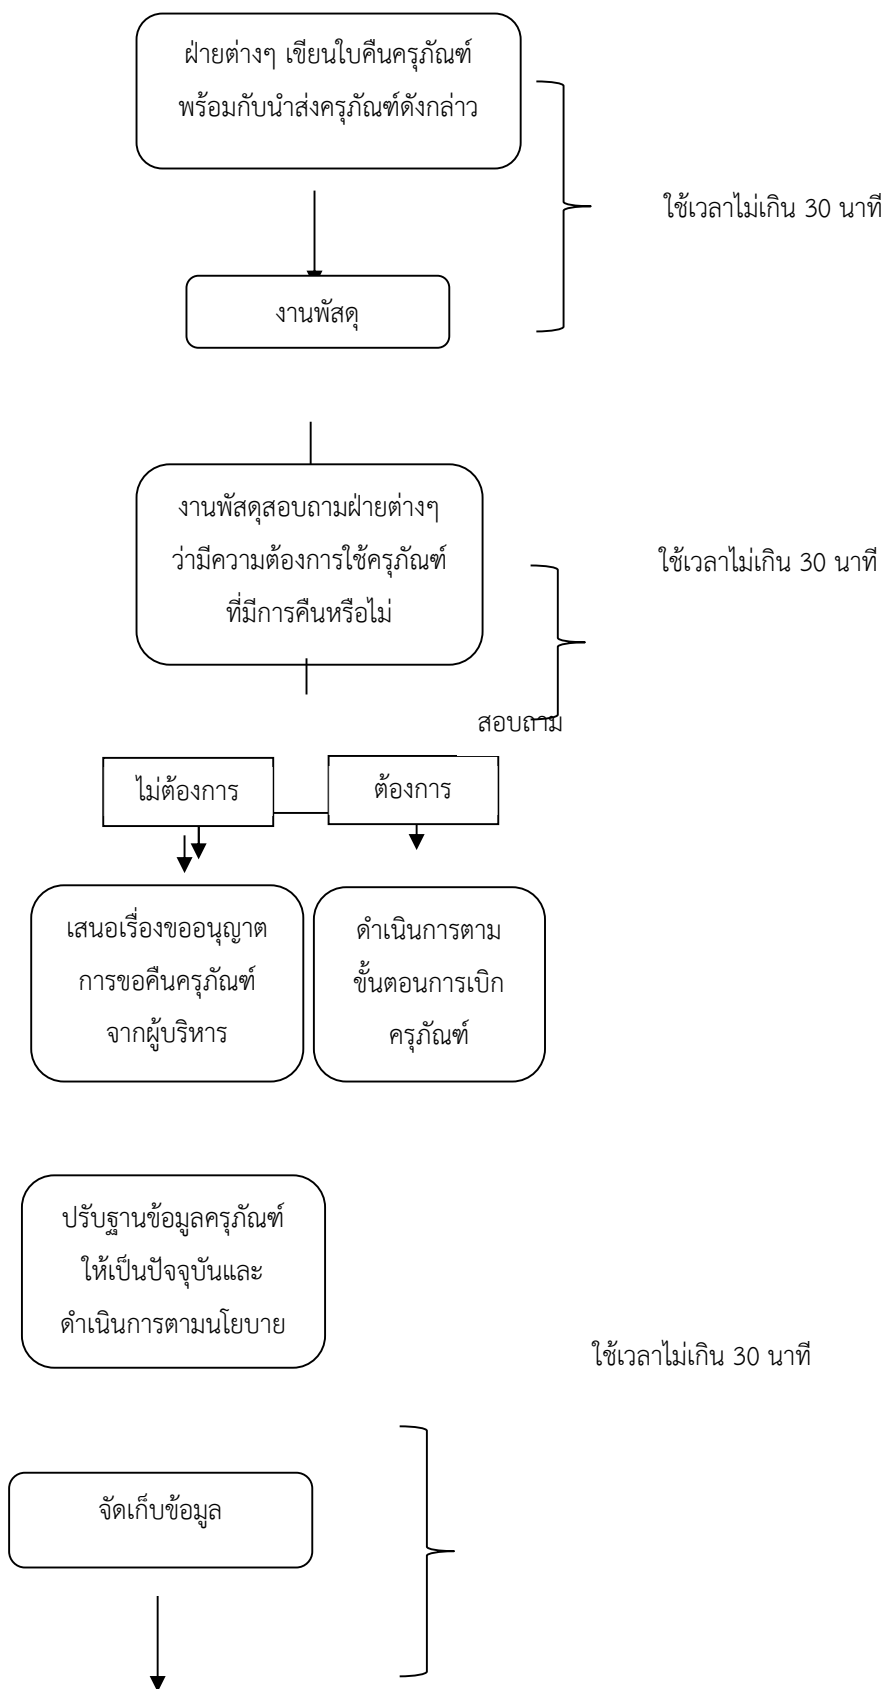 ฝ่ายต่างๆ เขียนใบคืนครุภัณฑ์
พร้อมกับนำส่งครุภัณฑ์ดังกล่าว
ใช้เวลาไม่เกิน 30 นาที
งานพัสดุ
งานพัสดุสอบถามฝ่ายต่างๆ
ว่ามีความต้องการใช้ครุภัณฑ์
ที่มีการคืนหรือไม่
ใช้เวลาไม่เกิน 30 นาที
สอบถาม
ไม่ต้องการ
ต้องการ
เสนอเรื่องขออนุญาต
การขอคืนครุภัณฑ์
จากผู้บริหาร
ดำเนินการตาม
ขั้นตอนการเบิก
ครุภัณฑ์
ปรับฐานข้อมูลครุภัณฑ์
ให้เป็นปัจจุบันและ
ดำเนินการตามนโยบาย
ใช้เวลาไม่เกิน 30 นาที
จัดเก็บข้อมูล